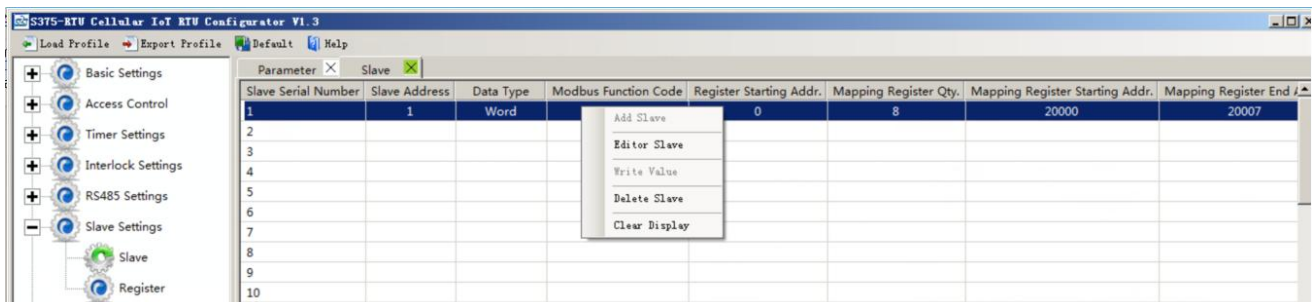 S375-RTU Cellular IoT RTU Configurator V1.3
Load Profile Export Profile Default Help
Basic Settings
Access Control
Timer Settings
Interlock Settings
RS485 Settings
Slave Settings
Slave
Register
Parameter Slave
Slave Serial Number Slave Address Data Type Modbus Function Code Register Starting Addr. Mapping Register Qty. Mapping Register Starting Addr. Mapping Register End
1 1 Word 0 8 20000 20007
2
3
4
5
6
7
8
9
10
Add Slave
Editor Slave
Write Value
Delete Slave
Clear Display